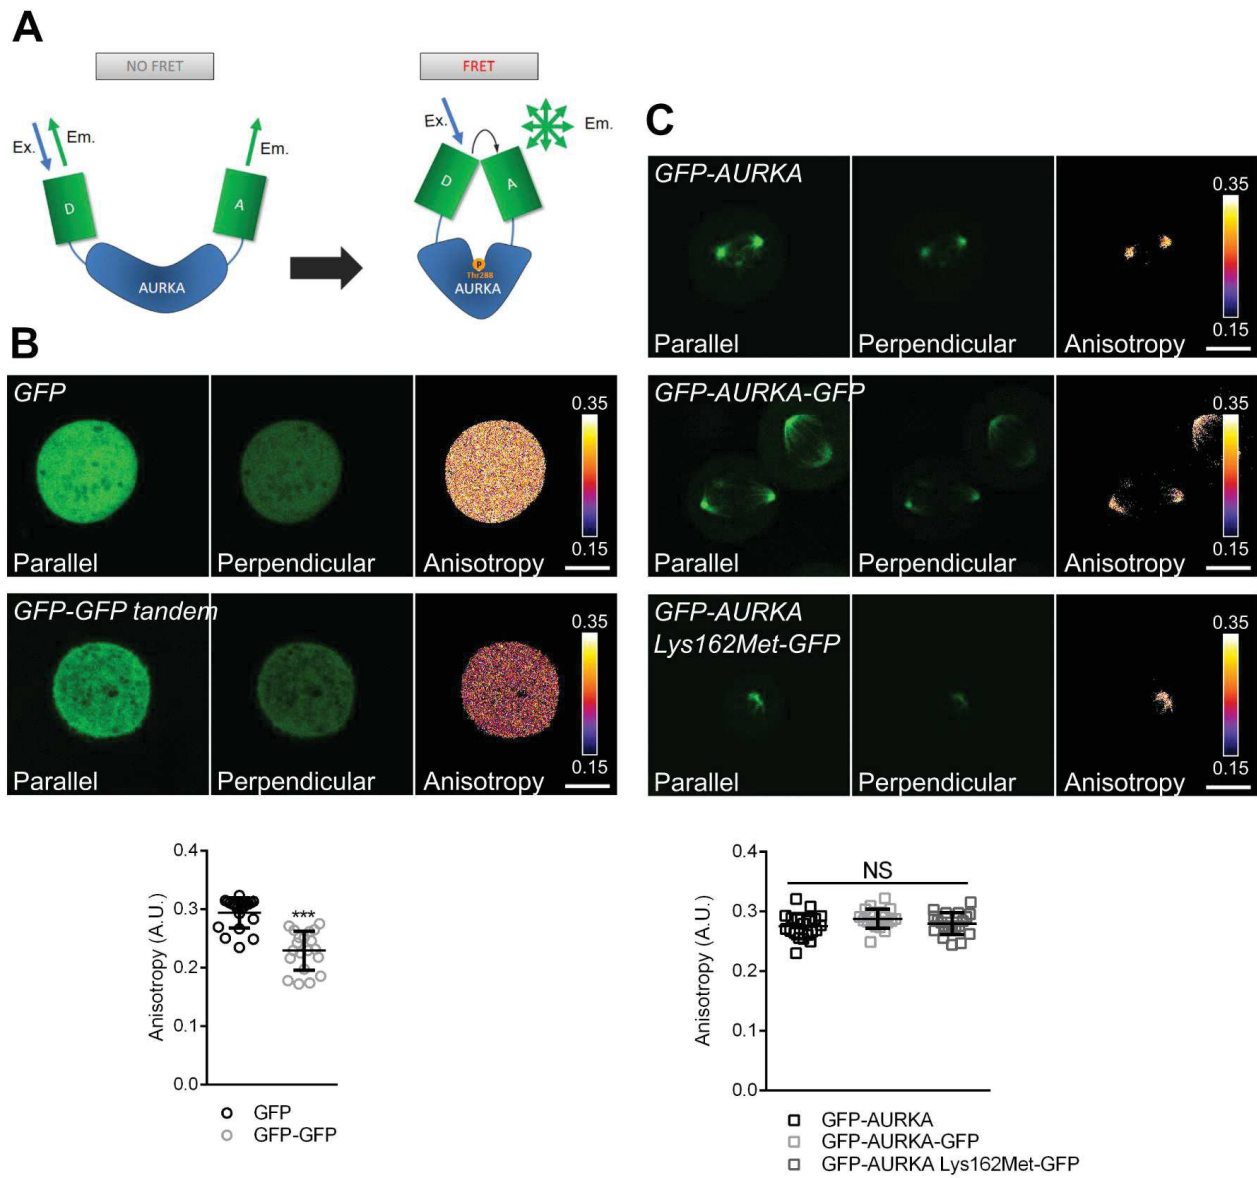 A
NO FRET
FRET
Ex.
Em.
Em.
D
A
AURKA
Ex.
Em.
D
A
P
Thr288
AURKA
B
GFP
0.35
0.15
Parallel
Perpendicular
Anisotropy
GFP-GFP tandem
0.35
0.15
Parallel
Perpendicular
Anisotropy
Anisotropy (A.U.)
0.4
0.3
0.2
0.1
0.0
***
GFP
GFP-GFP
C
GFP-AURKA
0.35
0.15
Parallel
Perpendicular
Anisotropy
GFP-AURKA-GFP
0.35
0.15
Parallel
Perpendicular
Anisotropy
GFP-AURKA
Lys162Met-GFP
0.35
0.15
Parallel
Perpendicular
Anisotropy
Anisotropy (A.U.)
0.4
0.3
0.2
0.1
0.0
NS
GFP-AURKA
GFP-AURKA-GFP
GFP-AURKA Lys162Met-GFP